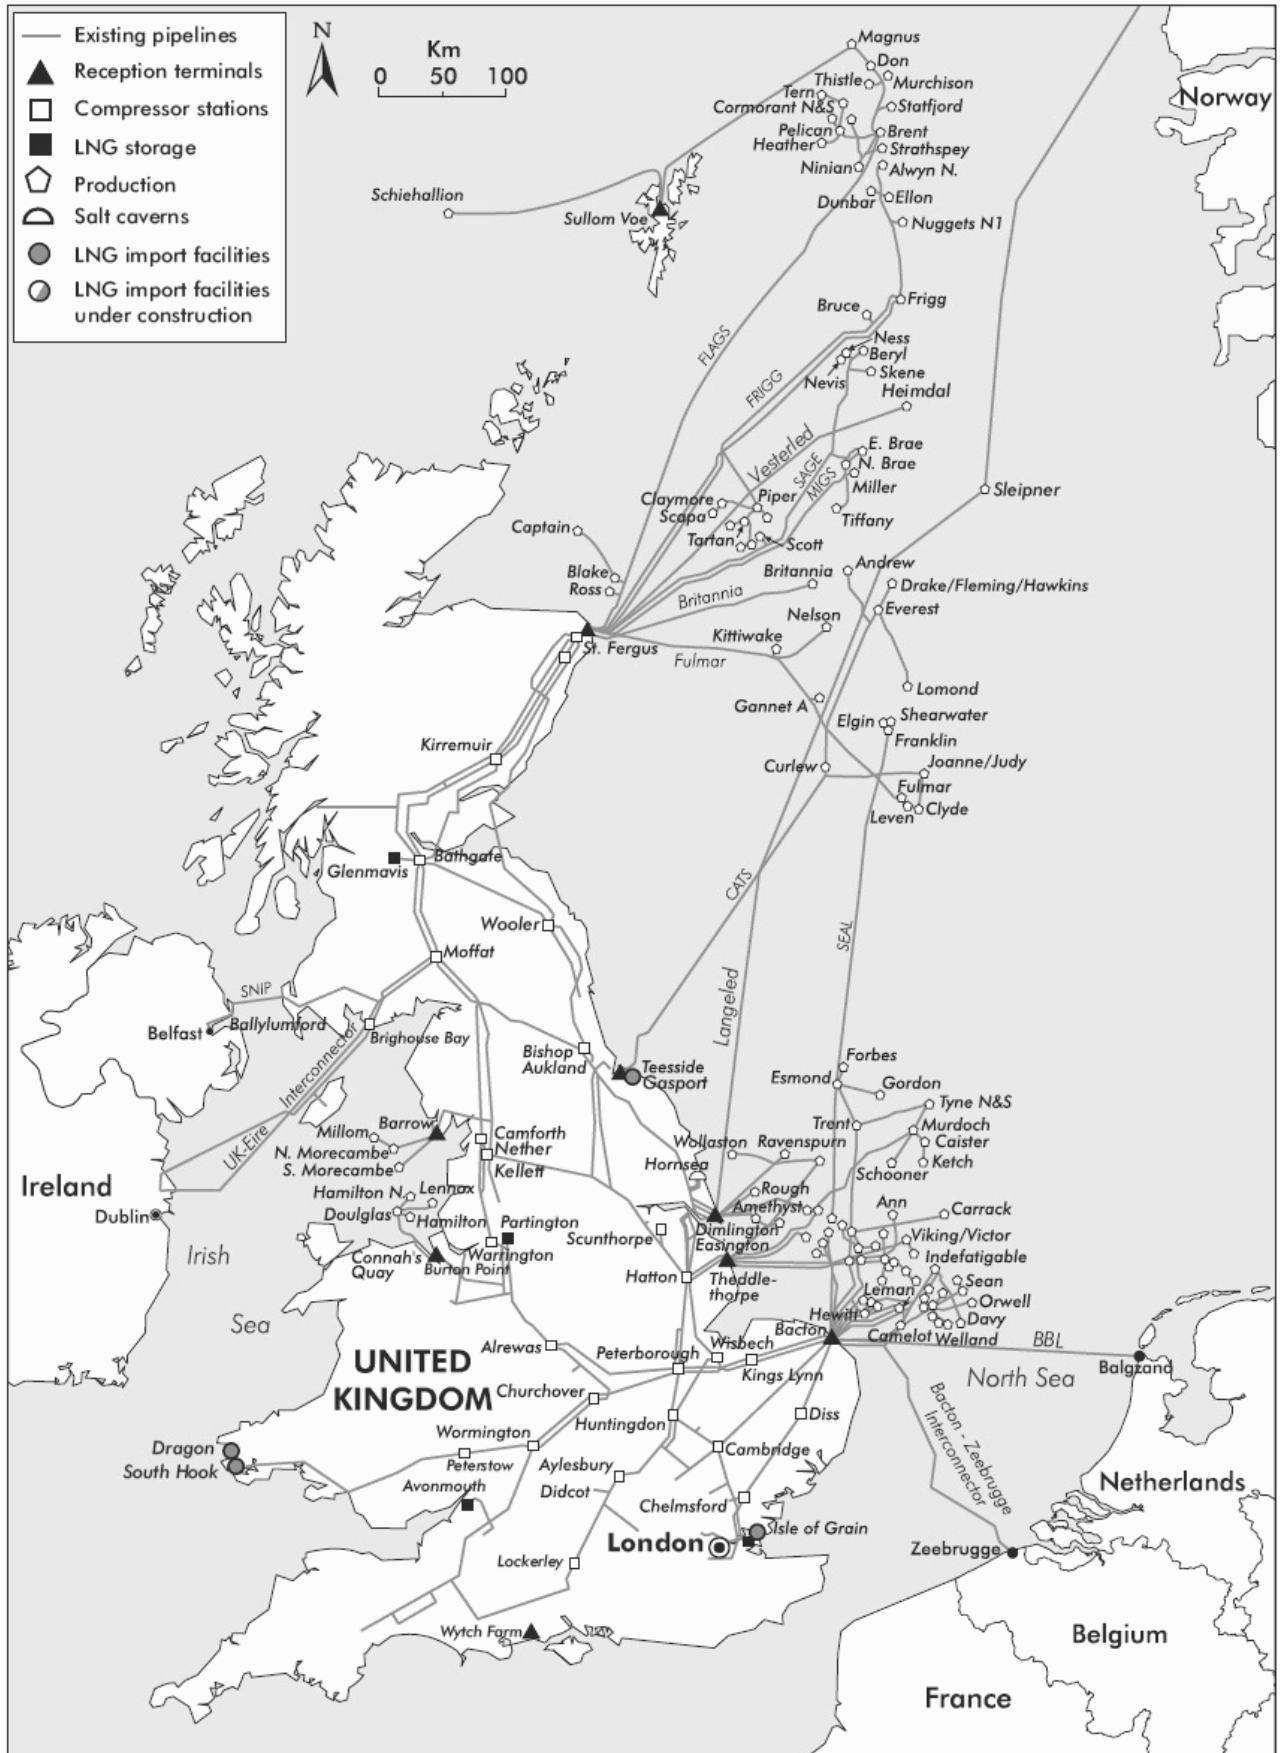 Existing pipelines
Reception terminals
Compressor stations
LNG storage
Production
Salt caverns
LNG import facilities
LNG import facilities
under construction
N
Km
0 50 100
Magnus
Don
Thistle
Murchison
Tern
Cormorant N&S
Statfjord
Pelican
Brent
Heather
Strathspey
Ninian
Alwyn N.
Dunbar
Ellon
Nuggets N1
Norway
Schiehallion
Sullom Voe
Frigg
Bruce
Ness
Beryl
Nevis
Skene
Heimdal
FLAGS
FRIGG
Vesterled
SAGE
MIGS
E. Brae
N. Brae
Miller
Tiffany
Sleipner
Claymore
Scapa
Piper
Tartan
Scott
Captain
Blake
Ross
Britannia
Britannia
Andrew
Drake/Fleming/Hawkins
Everest
Nelson
Kittiwake
St. Fergus
Fulmar
Lomond
Gannet A
Elgin
Shearwater
Franklin
Kirremuir
Curlew
Joanne/Judy
Fulmar
Leven
Clyde
Bathgate
Glenmavis
CATS
Wooler
SEAL
Moffat
Langeled
SNIP
Belfast
Ballylumford
Brighouse Bay
Interconnector
UK-Eire
Bishop
Aukland
Teesside
Gasport
Forbes
Esmond
Gordon
Tyne N&S
Trent
Murdoch
Caister
Ketch
Schooner
Barrow
Millom
N. Morecambe
S. Morecambe
Camforth
Nether
Kellett
Wollaston
Ravenspurn
Hornsea
Ireland
Dublin
Irish
Sea
Hamilton N.
Lennox
Doulglas
Hamilton
Partington
Warrington
Connah's
Quay
Burton Point
Scunthorpe
Rough
Amethyst
Dimlington
Easington
Ann
Carrack
Viking/Victor
Indefatigable
Hatton
Theddle-
thorpe
Sean
Leman
Orwell
Hewitt
Davy
Bacton
Camelot
Welland
BBL
Balgzand
North Sea
Alrewas
Peterborough
Wisbech
Kings Lynn
UNITED
KINGDOM
Churchover
Huntingdon
Diss
Wormington
Cambridge
Peterstow
Dragon
South Hook
Aylesbury
Avonmouth
Didcot
Chelmsford
Bacton - Zeebrugge
Interconnector
Netherlands
London
Isle of Grain
Lockerley
Zeebrugge
Wytch Farm
Belgium
France